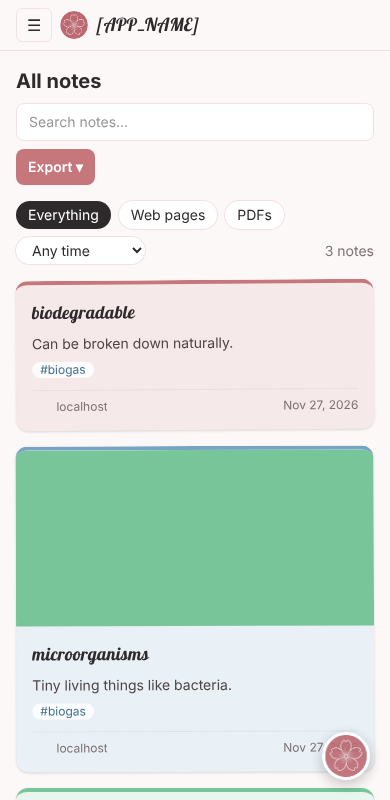 ☰ [APP_NAME]
All notes
Search notes...
Export ▾
Everything Web pages PDFs
Any time 3 notes
biodegradable
Can be broken down naturally.
#biogas
localhost Nov 27, 2026
microorganisms
Tiny living things like bacteria.
#biogas
localhost Nov 27